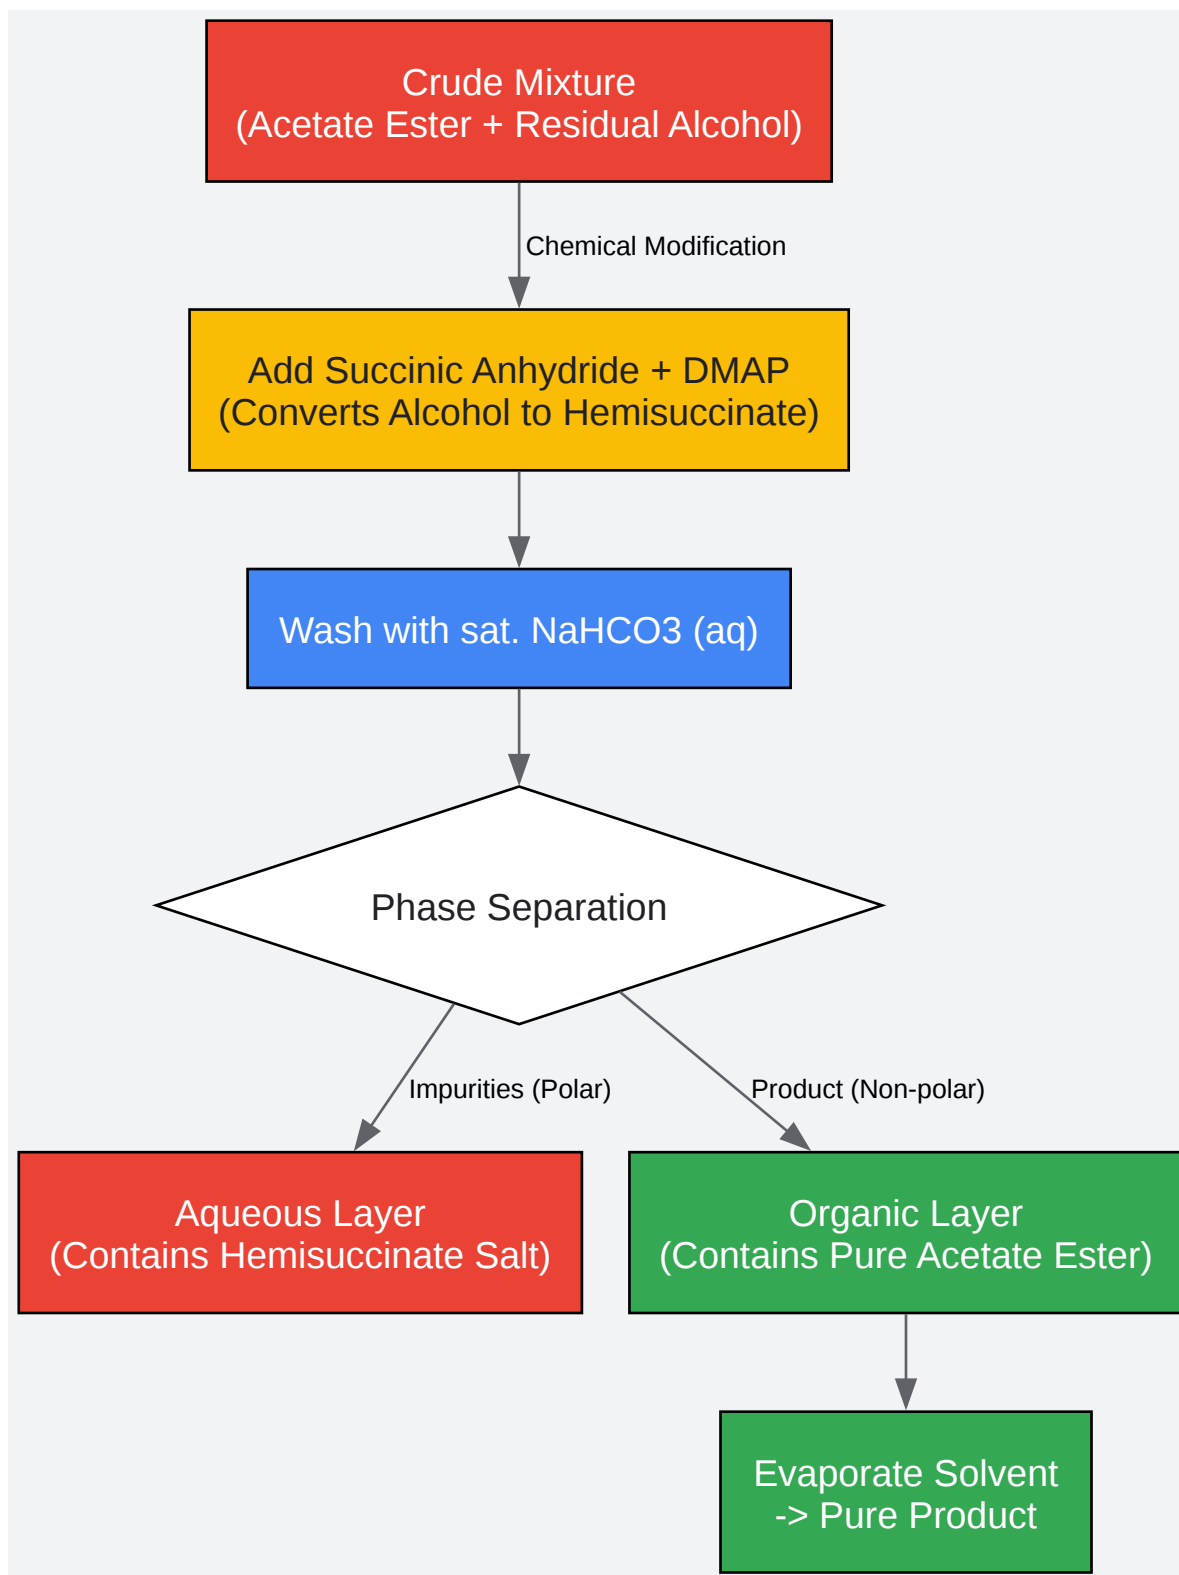 Crude Mixture
(Acetate Ester + Residual Alcohol)
Chemical Modification
Add Succinic Anhydride + DMAP
(Converts Alcohol to Hemisuccinate)
Wash with sat. NaHCO3 (aq)
Phase Separation
Impurities (Polar)
Product (Non-polar)
Aqueous Layer
(Contains Hemisuccinate Salt)
Organic Layer
(Contains Pure Acetate Ester)
Evaporate Solvent
-> Pure Product